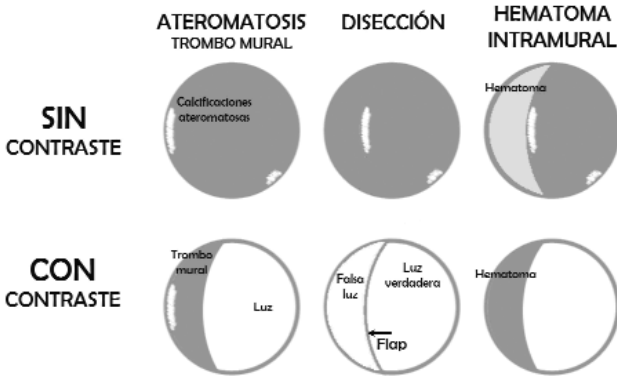 ATEROMATOSIS
TROMBO MURAL
DISECCIÓN
HEMATOMA
INTRAMURAL
SIN
CONTRASTE
Calcificaciones
ateromatosas
Hematoma
CON
CONTRASTE
Trombo
mural
Luz
Falsa
luz
Luz
verdadera
Flap
Hematoma